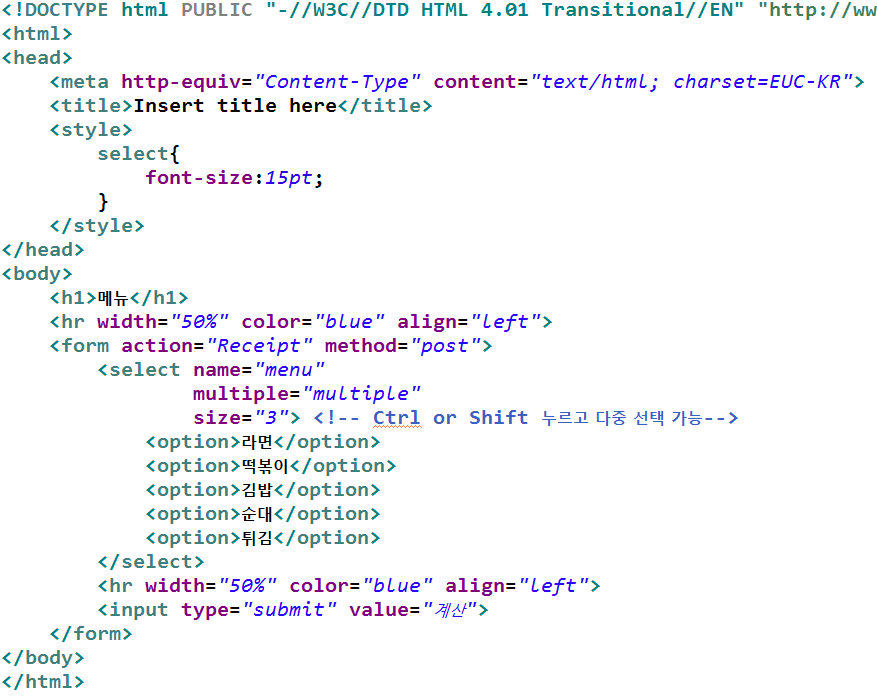 <!DOCTYPE html PUBLIC "-//W3C//DTD HTML 4.01 Transitional//EN" "http://ww
<html>
<head>
    <meta http-equiv="Content-Type" content="text/html; charset=EUC-KR">
    <title>Insert title here</title>
    <style>
        select{
            font-size:15pt;
        }
    </style>
</head>
<body>
    <h1>메뉴</h1>
    <hr width="50%" color="blue" align="left">
    <form action="Receipt" method="post">
        <select name="menu"
                multiple="multiple"
                size="3"> <!-- Ctrl or Shift 누르고 다중 선택 가능-->
            <option>라면</option>
            <option>떡볶이</option>
            <option>김밥</option>
            <option>순대</option>
            <option>튀김</option>
        </select>
        <hr width="50%" color="blue" align="left">
        <input type="submit" value="계산">
    </form>
</body>
</html>